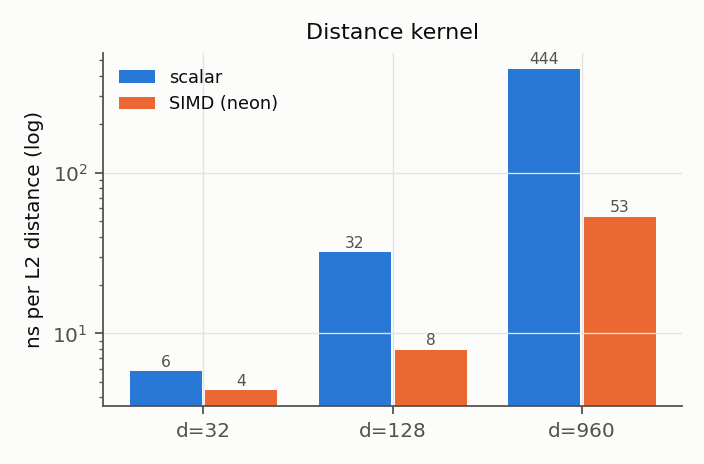 Distance kernel
scalar
SIMD (neon)
ns per L2 distance (log)
10²
10¹
6
4
32
8
444
53
d=32
d=128
d=960